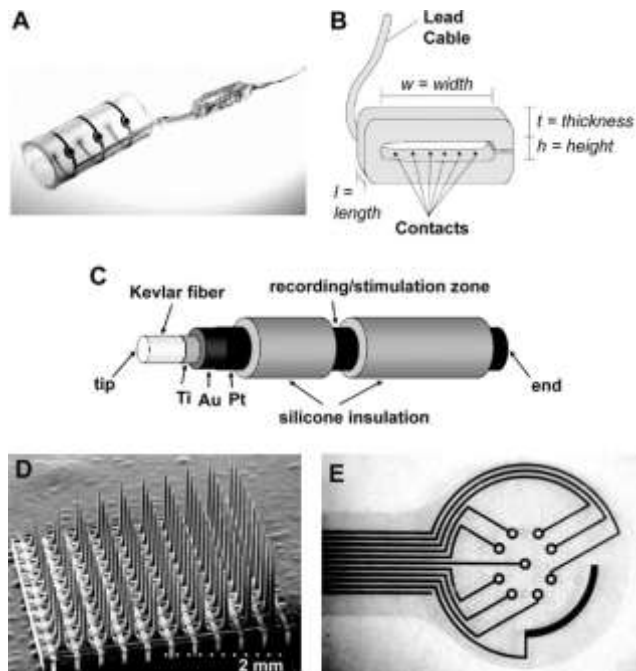 A
B
Lead
Cable
w = width
t = thickness
h = height
l =
length
Contacts
C
recording/stimulation zone
Kevlar fiber
tip
Ti
Au
Pt
end
silicone insulation
D
E
2 mm